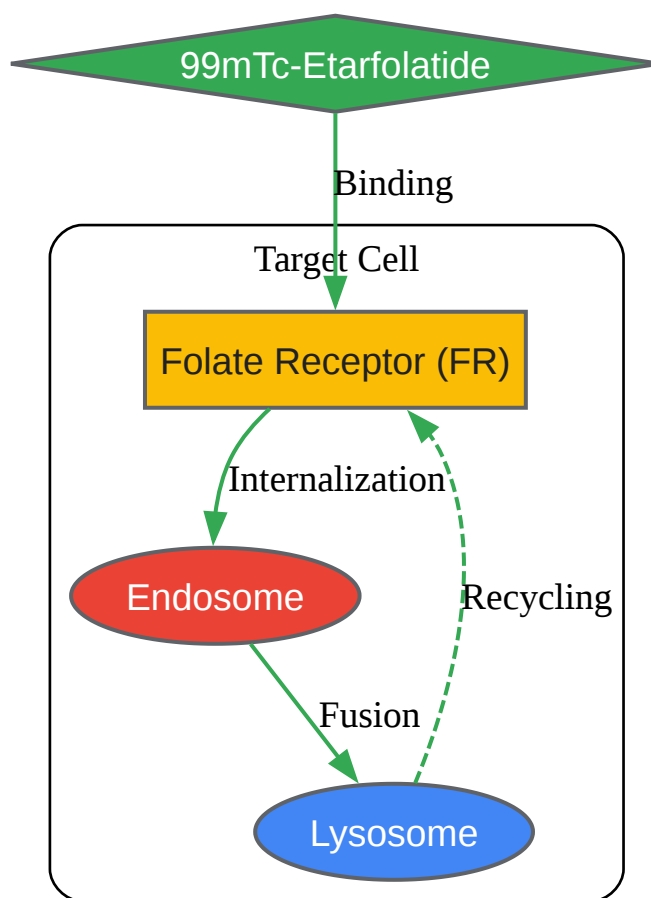 99mTc-Etarfolatide
Binding
Target Cell
Folate Receptor (FR)
Internalization
Endosome
Recycling
Fusion
Lysosome